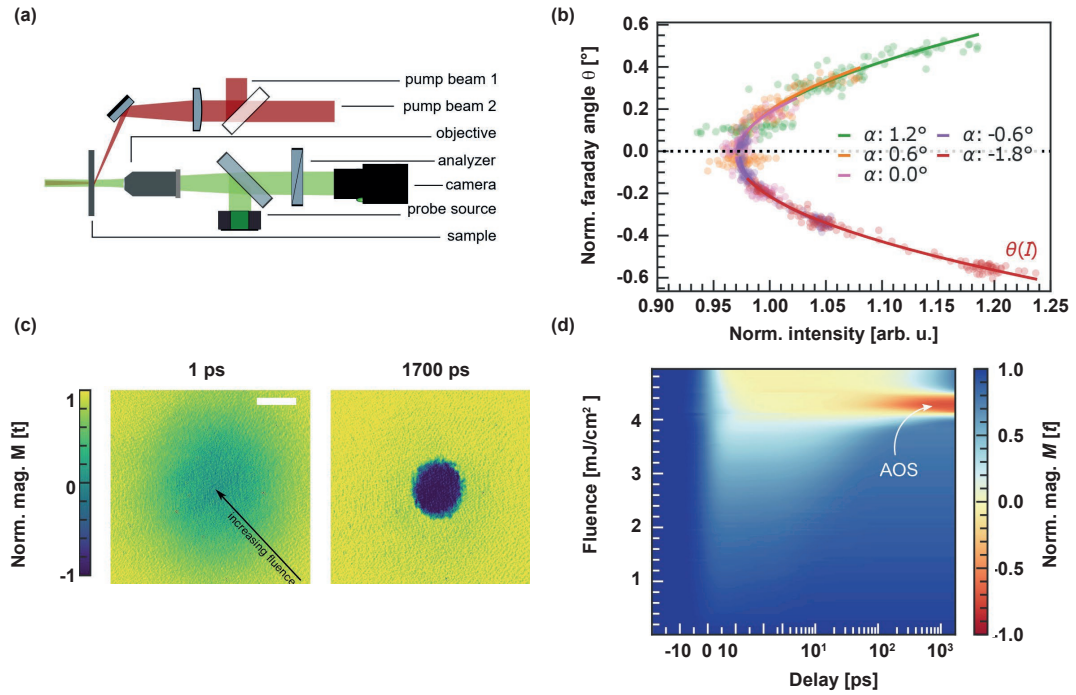 (a)
pump beam 1
pump beam 2
objective
analyzer
camera
probe source
sample
(b)
Norm. faraday angle θ [°]
0.6
0.4
0.2
0.0
-0.2
-0.4
-0.6
α: 1.2° α: -0.6°
α: 0.6° α: -1.8°
α: 0.0°
θ(I)
0.90 0.95 1.00 1.05 1.10 1.15 1.20 1.25
Norm. intensity [arb. u.]
(c)
1 ps 1700 ps
Norm. mag. M [t]
1
0
-1
increasing fluence
(d)
Fluence [mJ/cm²]
4
3
2
1
AOS
-10 0 10 10¹ 10² 10³
Delay [ps]
1.0
0.5
0.0
-0.5
-1.0
Norm. mag. M [t]